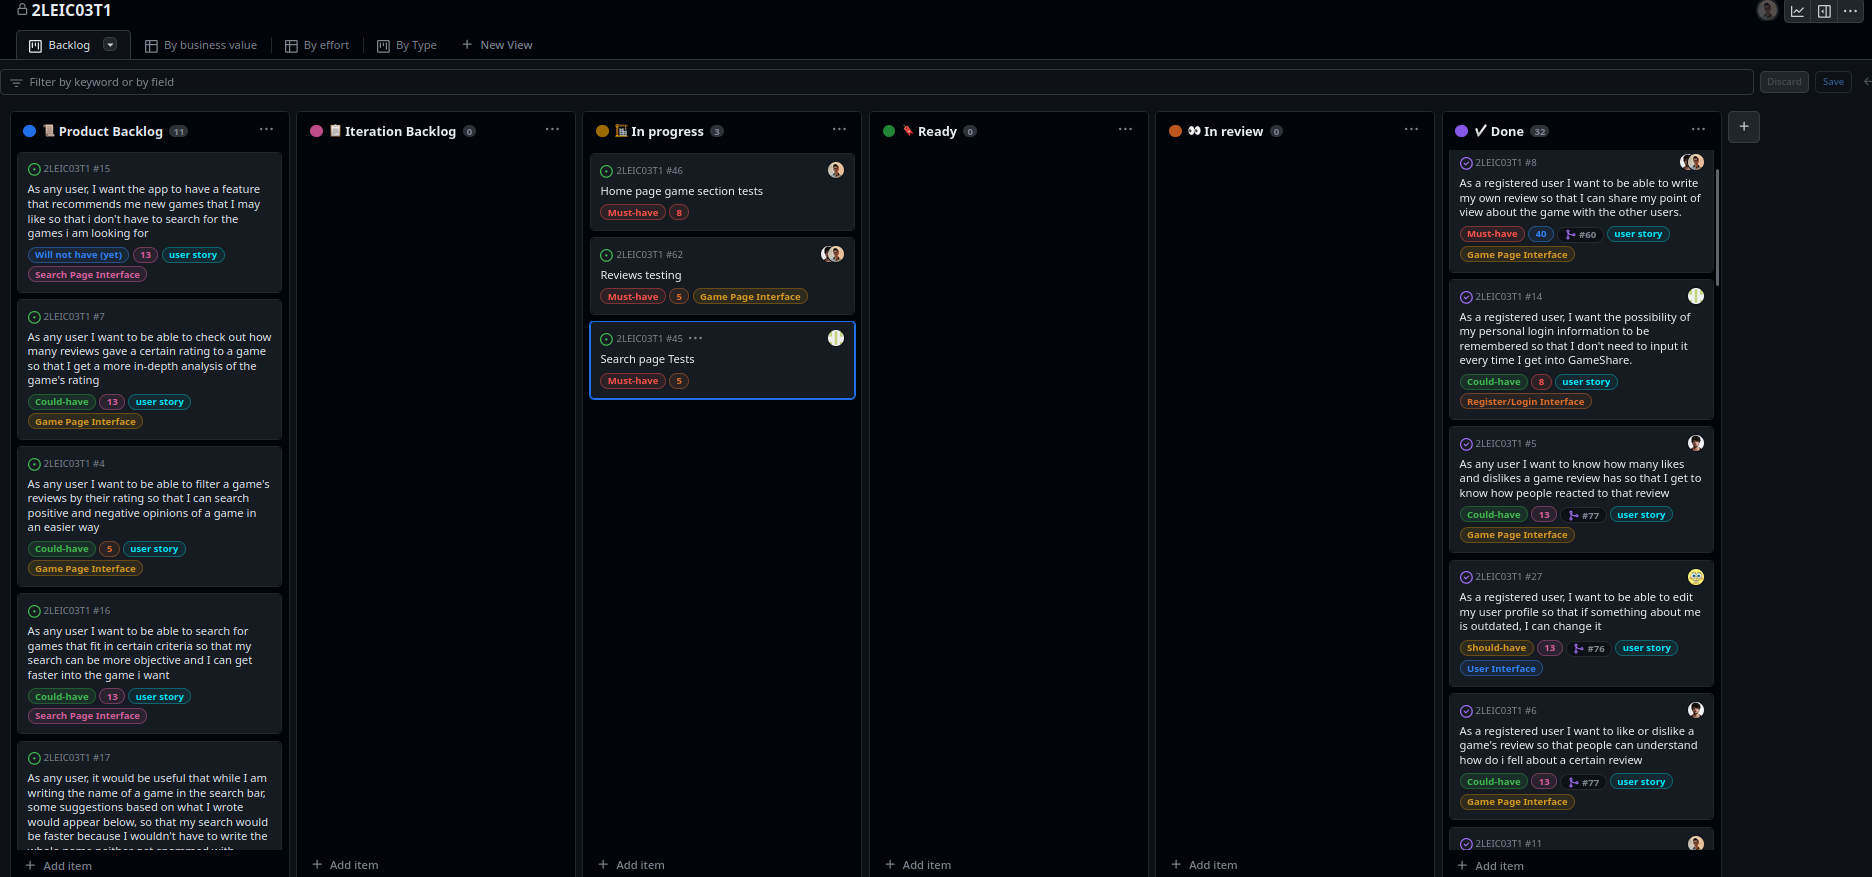 2LEIC03T1
Backlog
By business value
By effort
By Type
New View
Filter by keyword or by field
Discard
Save
Product Backlog 11
2LEIC03T1 #15
As any user, I want the app to have a feature
that recommends me new games that I may
like so that i don't have to search for the
games i am looking for
Will not have (yet) 13 user story
Search Page Interface
2LEIC03T1 #7
As any user I want to be able to check out how
many reviews gave a certain rating to a game
so that I get a more in-depth analysis of the
game's rating
Could-have 13 user story
Game Page Interface
2LEIC03T1 #4
As any user I want to be able to filter a game's
reviews by their rating so that I can search
positive and negative opinions of a game in
an easier way
Could-have 5 user story
Game Page Interface
2LEIC03T1 #16
As any user I want to be able to search for
games that fit in certain criteria so that my
search can be more objective and I can get
faster into the game i want
Could-have 13 user story
Search Page Interface
2LEIC03T1 #17
As any user, it would be useful that while I am
writing the name of a game in the search bar,
some suggestions based on what I wrote
would appear below, so that my search would
be faster because I wouldn't have to write the
Add item
Iteration Backlog 0
Add item
In progress 3
2LEIC03T1 #46
Home page game section tests
Must-have 8
2LEIC03T1 #62
Reviews testing
Must-have 5 Game Page Interface
2LEIC03T1 #45
Search page Tests
Must-have 5
Add item
Ready 0
Add item
In review 0
Add item
Done 32
2LEIC03T1 #8
As a registered user I want to be able to write
my own review so that I can share my point of
view about the game with the other users.
Must-have 40 #60 user story
Game Page Interface
2LEIC03T1 #14
As a registered user, I want the possibility of
my personal login information to be
remembered so that I don't need to input it
every time I get into GameShare.
Could-have 8 user story
Register/Login Interface
2LEIC03T1 #5
As any user I want to know how many likes
and dislikes a game review has so that I get to
know how people reacted to that review
Could-have 13 #77 user story
Game Page Interface
2LEIC03T1 #27
As a registered user, I want to be able to edit
my user profile so that if something about me
is outdated, I can change it
Should-have 13 #76 user story
User Interface
2LEIC03T1 #6
As a registered user I want to like or dislike a
game's review so that people can understand
how do i fell about a certain review
Could-have 13 #77 user story
Game Page Interface
2LEIC03T1 #11
Add item